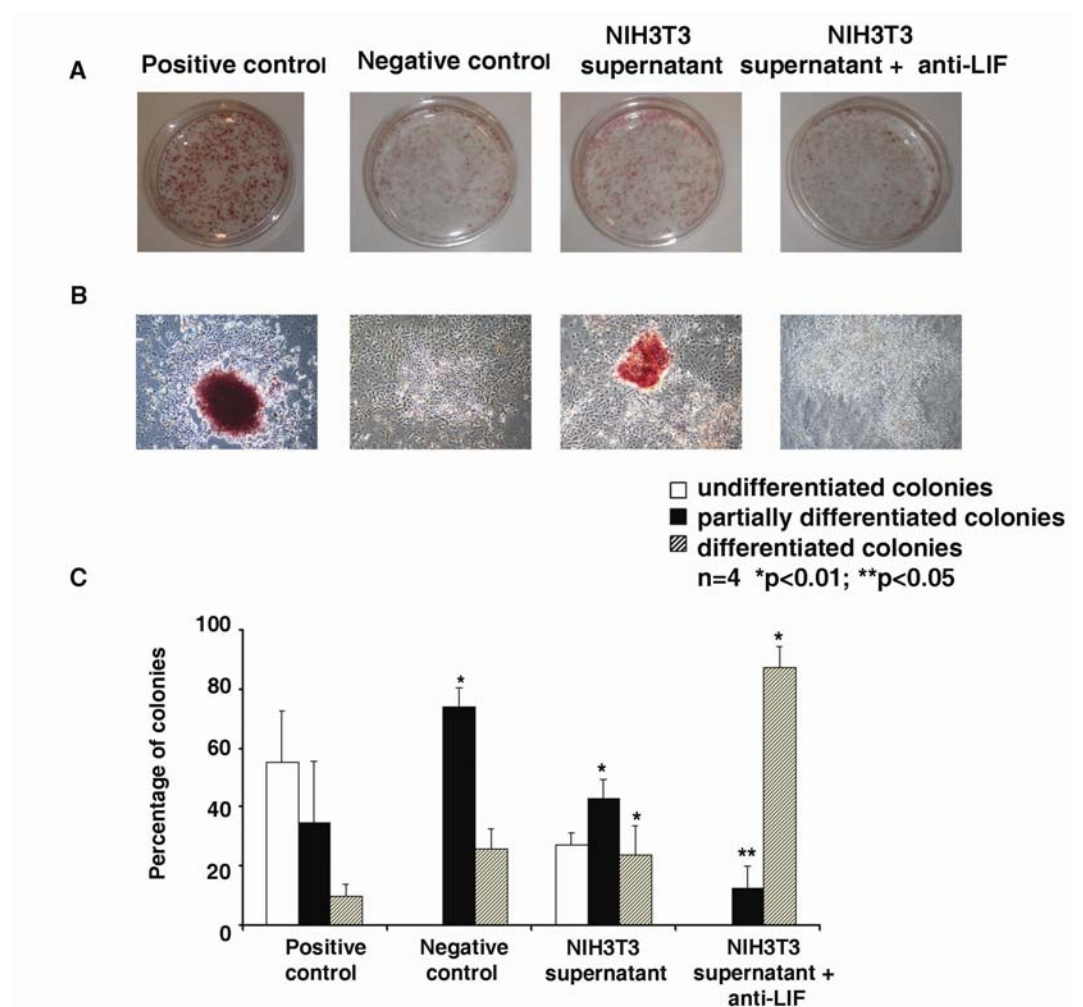 A
Positive control
Negative control
NIH3T3
supernatant
NIH3T3
supernatant + anti-LIF
B
undifferentiated colonies
partially differentiated colonies
differentiated colonies
n=4 *p<0.01; **p<0.05
C
Percentage of colonies
100
80
60
40
20
0
*
*
*
**
*
Positive
control
Negative
control
NIH3T3
supernatant
NIH3T3
supernatant +
anti-LIF